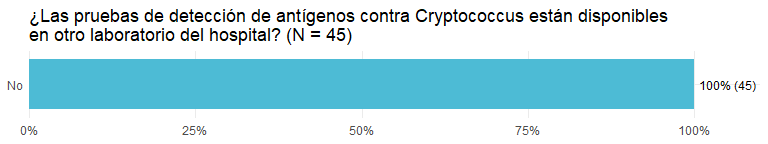 ¿Las pruebas de detección de antígenos contra Cryptococcus están disponibles
en otro laboratorio del hospital? (N = 45)
No
100% (45)
0%
25%
50%
75%
100%